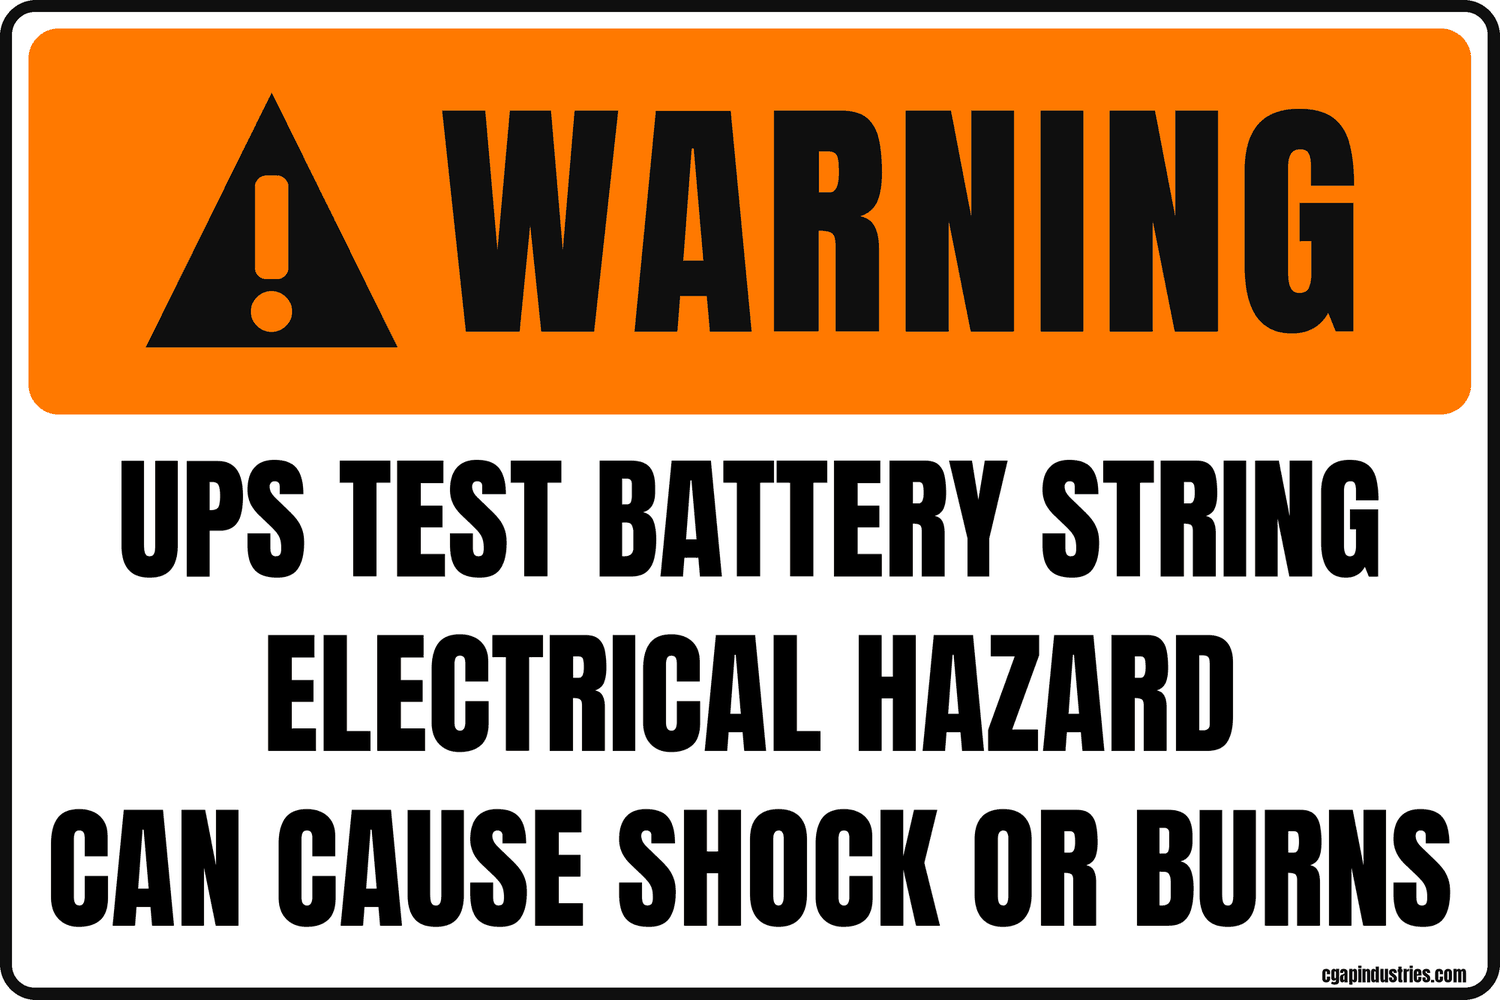 WARNING
UPS TEST BATTERY STRING
ELECTRICAL HAZARD
CAN CAUSE SHOCK OR BURNS
cgapindustries.com